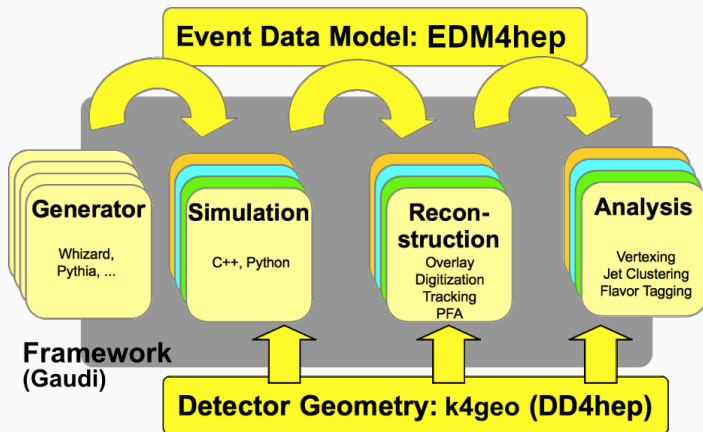 Event Data Model: EDM4hep
Generator
Whizard,
Pythia, ...
Simulation
C++, Python
Recon-
struction
Overlay
Digitization
Tracking
PFA
Analysis
Vertexing
Jet Clustering
Flavor Tagging
Framework
(Gaudi)
Detector Geometry: k4geo (DD4hep)